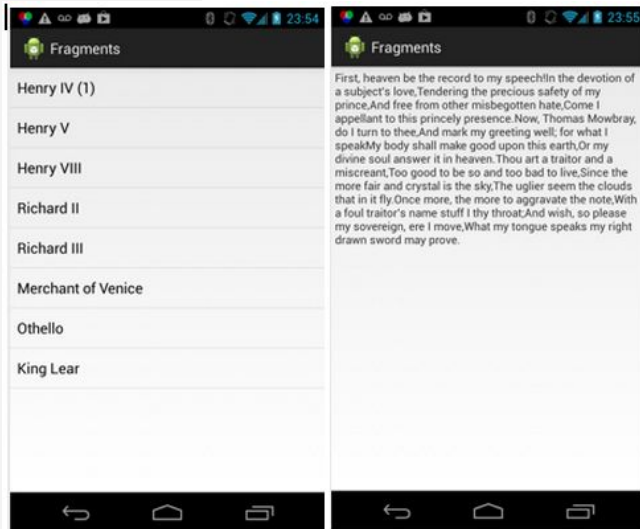 23:54
Fragments
Henry IV (1)
Henry V
Henry VIII
Richard II
Richard III
Merchant of Venice
Othello
King Lear
23:55
Fragments
First, heaven be the record to my speech!In the devotion of
a subject's love,Tendering the precious safety of my
prince,And free from other misbegotten hate,Come I
appellant to this princely presence.Now, Thomas Mowbray,
do I turn to thee,And mark my greeting well; for what I
speakMy body shall make good upon this earth,Or my
divine soul answer it in heaven.Thou art a traitor and a
miscreant,Too good to be so and too bad to live,Since the
more fair and crystal is the sky,The uglier seem the clouds
that in it fly.Once more, the more to aggravate the note,With
a foul traitor's name stuff I thy throat;And wish, so please
my sovereign, ere I move,What my tongue speaks my right
drawn sword may prove.